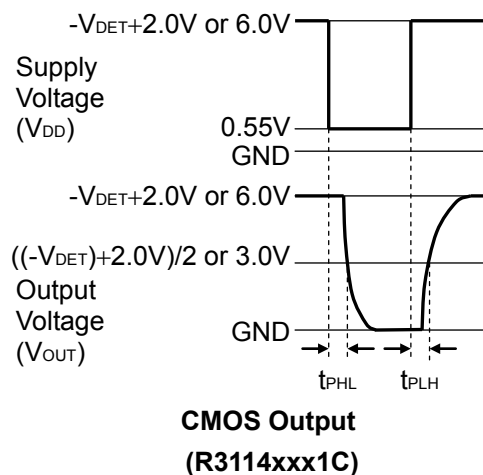 -VDET+2.0V or 6.0V
Supply
Voltage
(VDD)
0.55V
GND
-VDET+2.0V or 6.0V
((-VDET)+2.0V)/2 or 3.0V
Output
Voltage
(VOUT)
GND
tPHL
tPLH
CMOS Output
(R3114xxx1C)